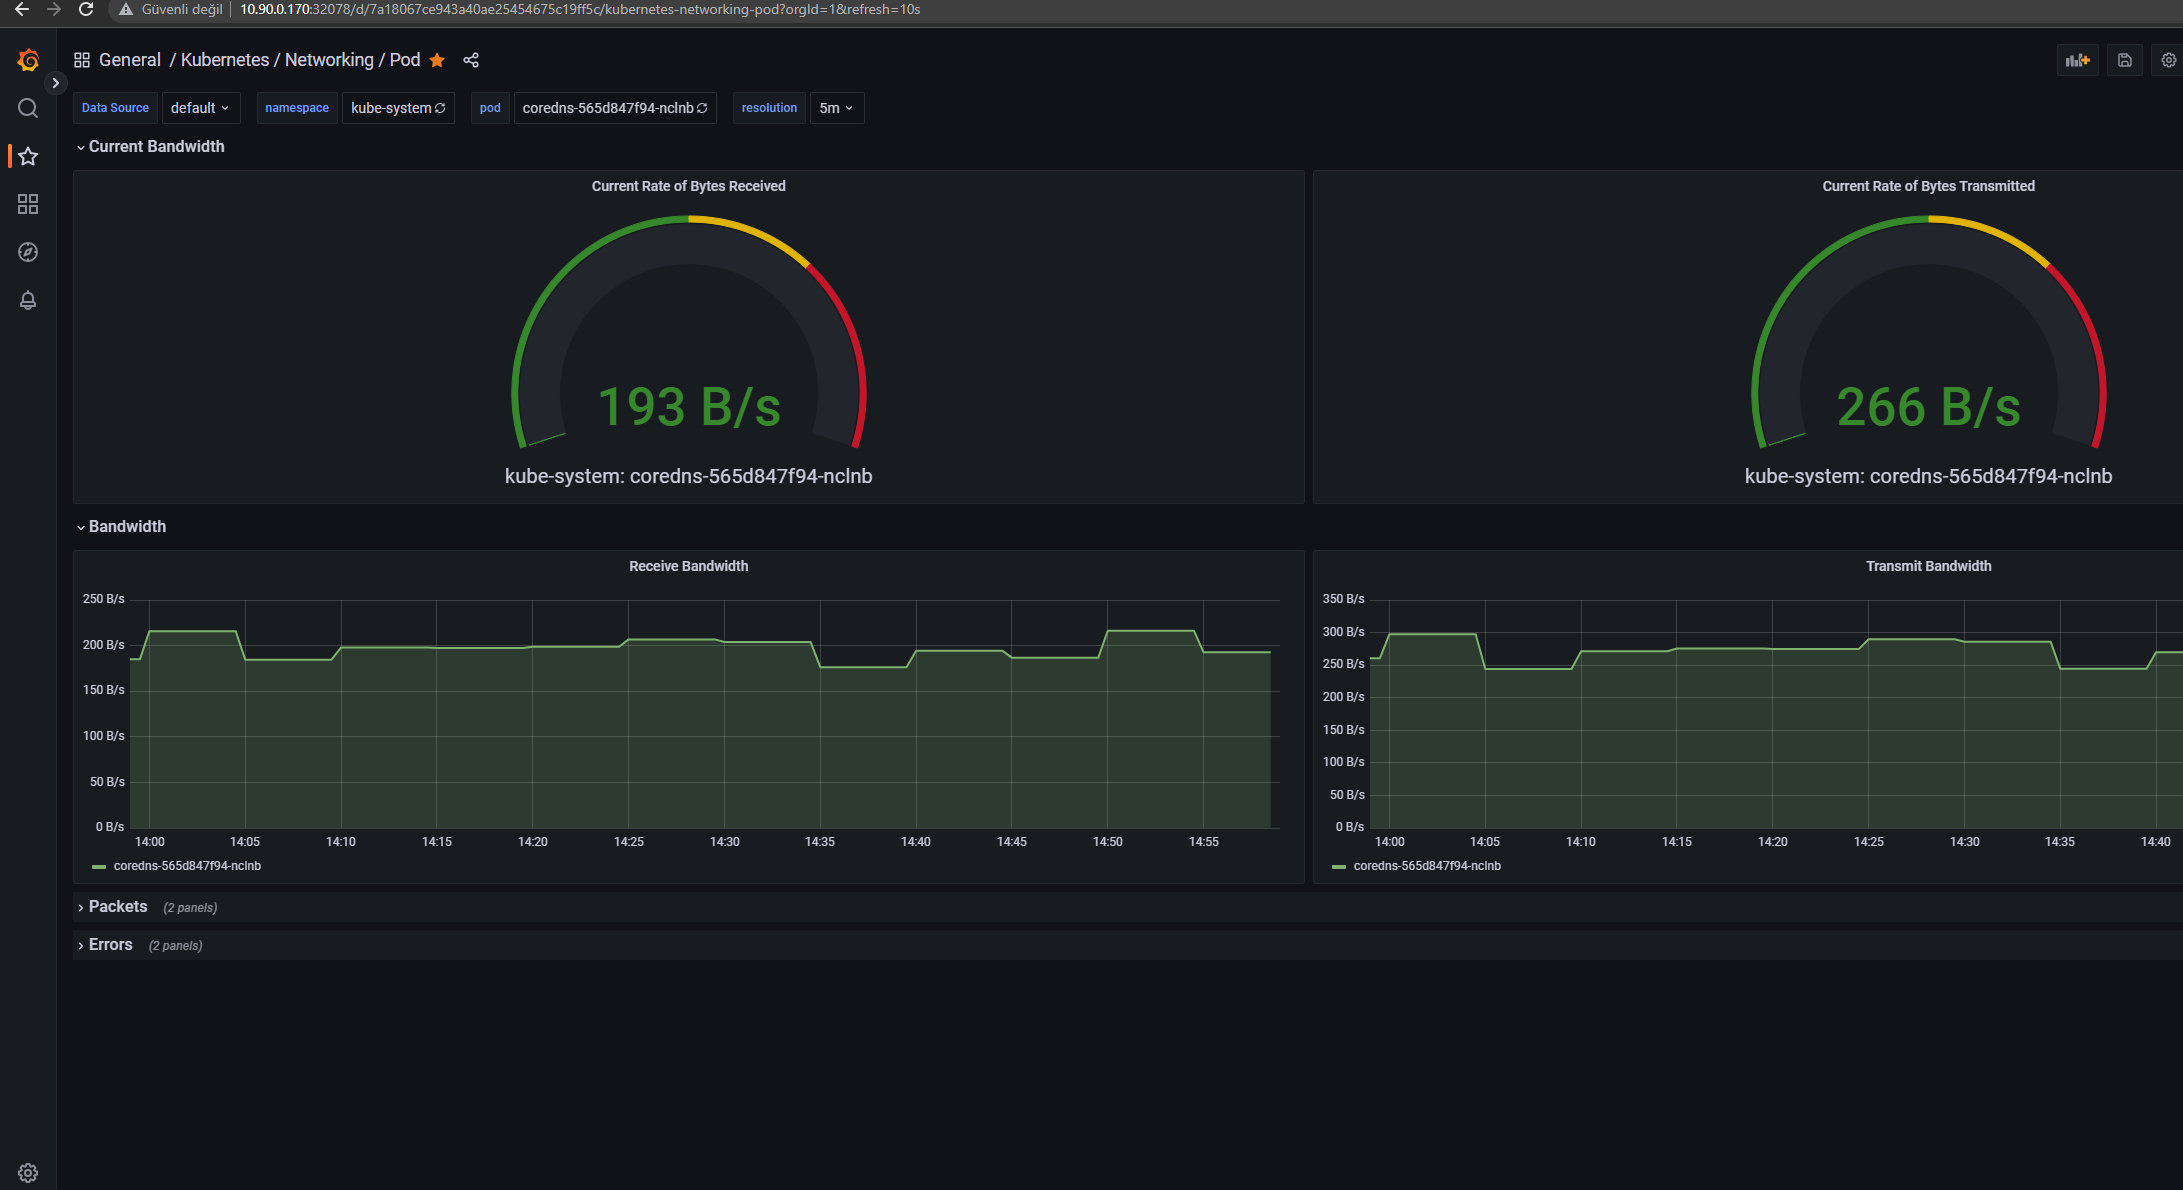 Güvenli değil 10.90.0.170:32078/d/7a18067ce943a40ae25454675c19ff5c/kubernetes-networking-pod?orgId=1&refresh=10s
General / Kubernetes / Networking / Pod
Data Source default namespace kube-system pod coredns-565d847f94-nclnb resolution 5m
Current Bandwidth
Current Rate of Bytes Received
193 B/s
kube-system: coredns-565d847f94-nclnb
Current Rate of Bytes Transmitted
266 B/s
kube-system: coredns-565d847f94-nclnb
Bandwidth
Receive Bandwidth
250 B/s
200 B/s
150 B/s
100 B/s
50 B/s
0 B/s
14:00 14:05 14:10 14:15 14:20 14:25 14:30 14:35 14:40 14:45 14:50 14:55
coredns-565d847f94-nclnb
Transmit Bandwidth
350 B/s
300 B/s
250 B/s
200 B/s
150 B/s
100 B/s
50 B/s
0 B/s
14:00 14:05 14:10 14:15 14:20 14:25 14:30 14:35 14:40
coredns-565d847f94-nclnb
Packets (2 panels)
Errors (2 panels)